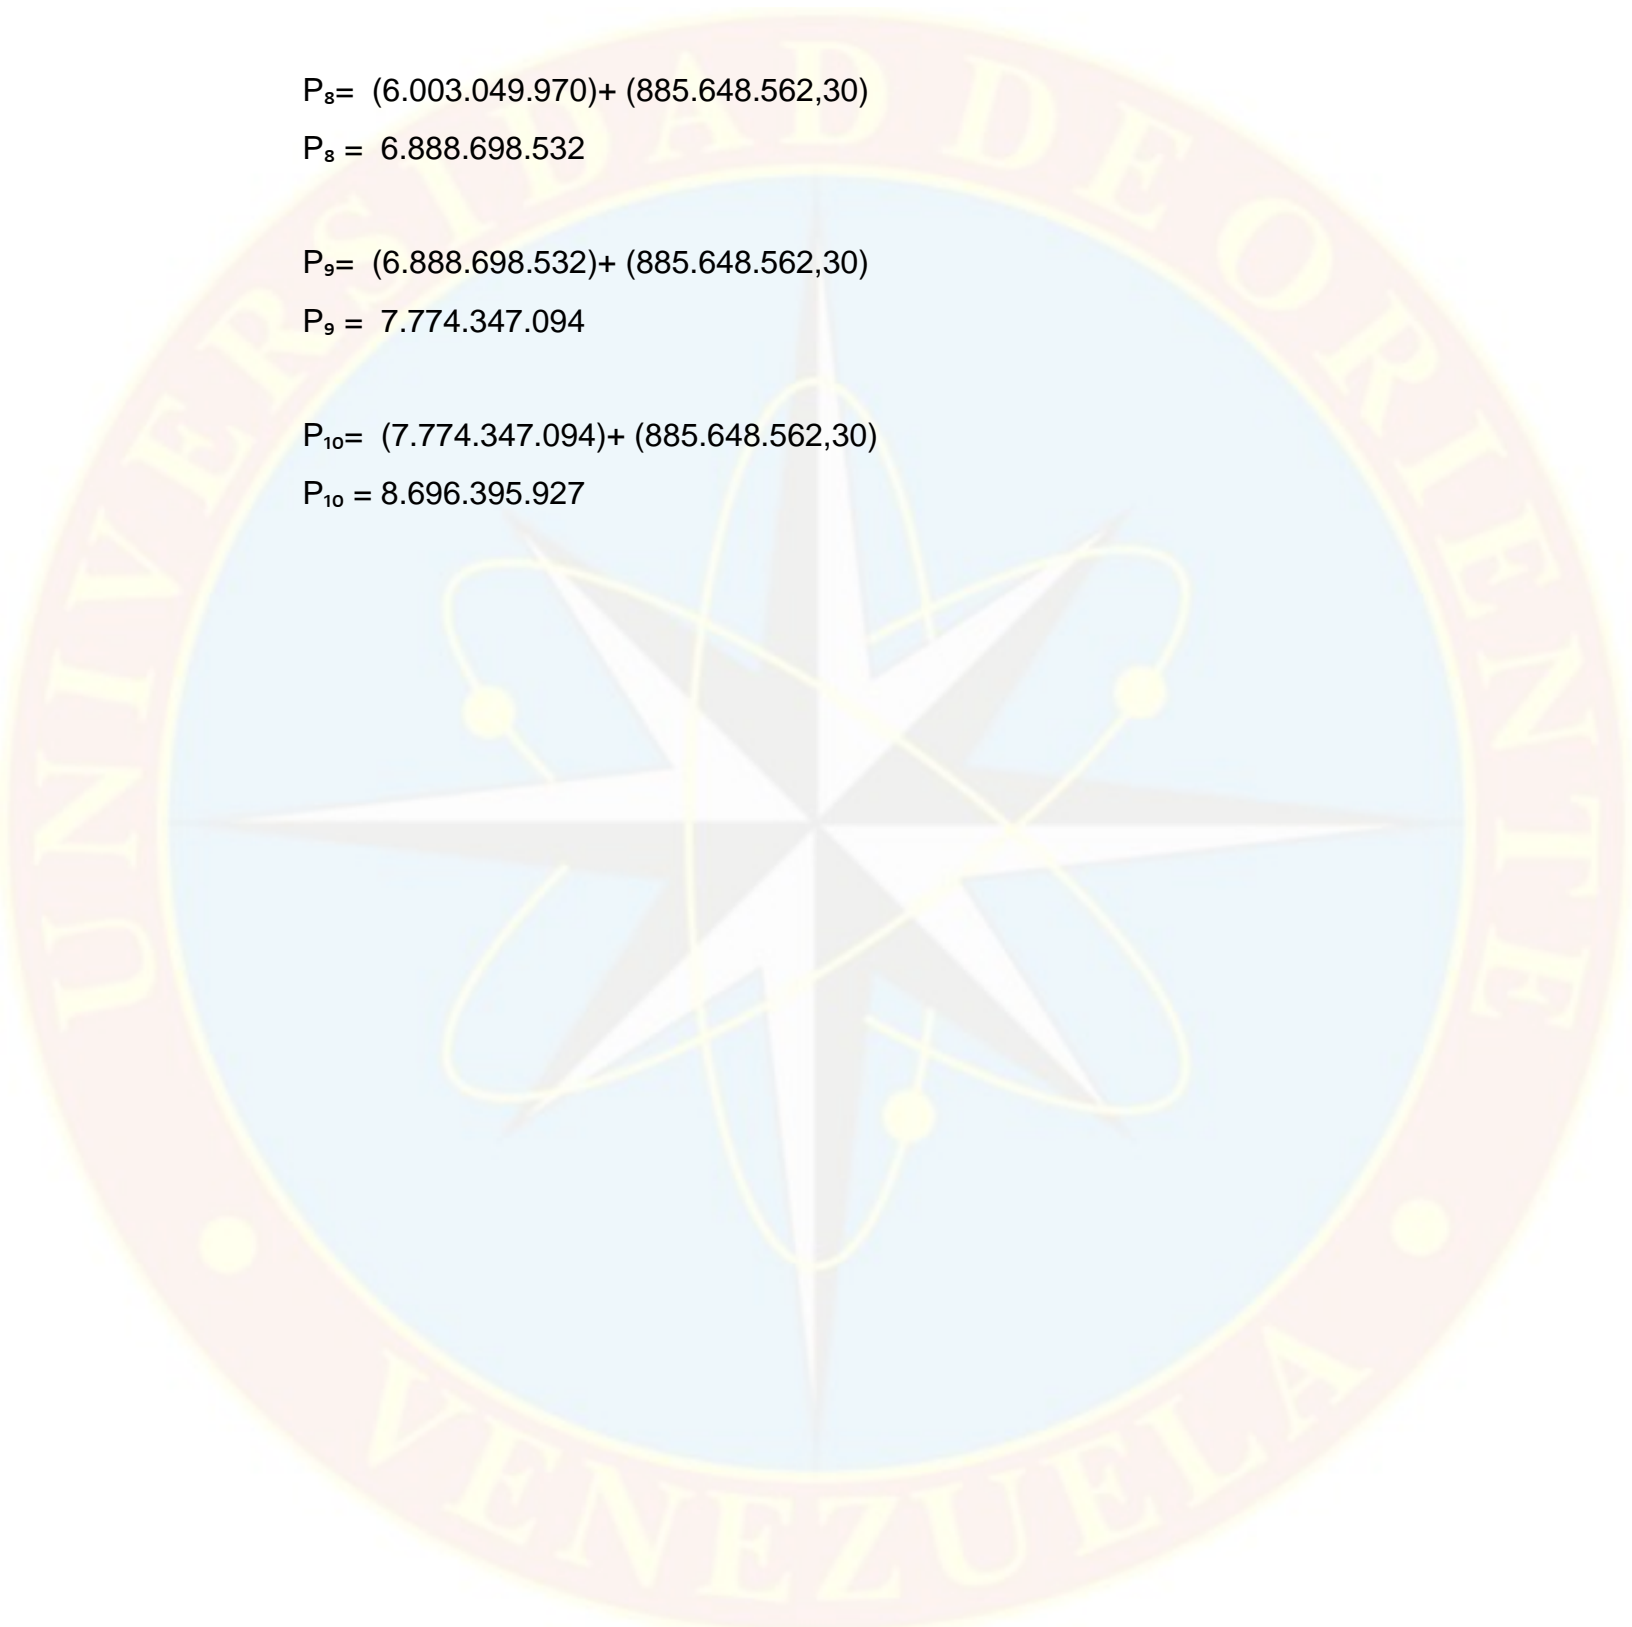 P₈=  (6.003.049.970)+ (885.648.562,30)
P₈ =  6.888.698.532
P₉=  (6.888.698.532)+ (885.648.562,30)
P₉ =  7.774.347.094
P₁₀=  (7.774.347.094)+ (885.648.562,30)
P₁₀ = 8.696.395.927
UNIVERSIDAD DE ORIENTE
VENEZUELA